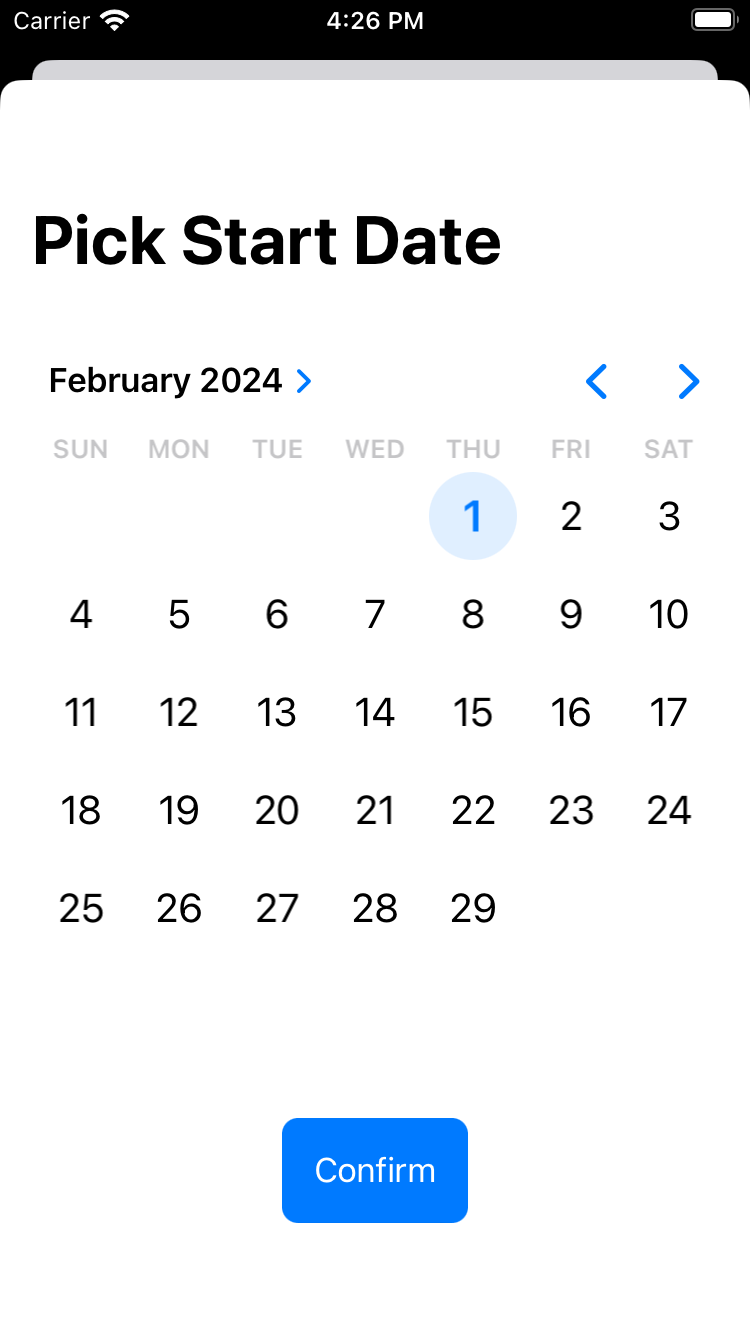 Carrier 4:26 PM
Pick Start Date
February 2024
SUN MON TUE WED THU FRI SAT
1 2 3
4 5 6 7 8 9 10
11 12 13 14 15 16 17
18 19 20 21 22 23 24
25 26 27 28 29
Confirm